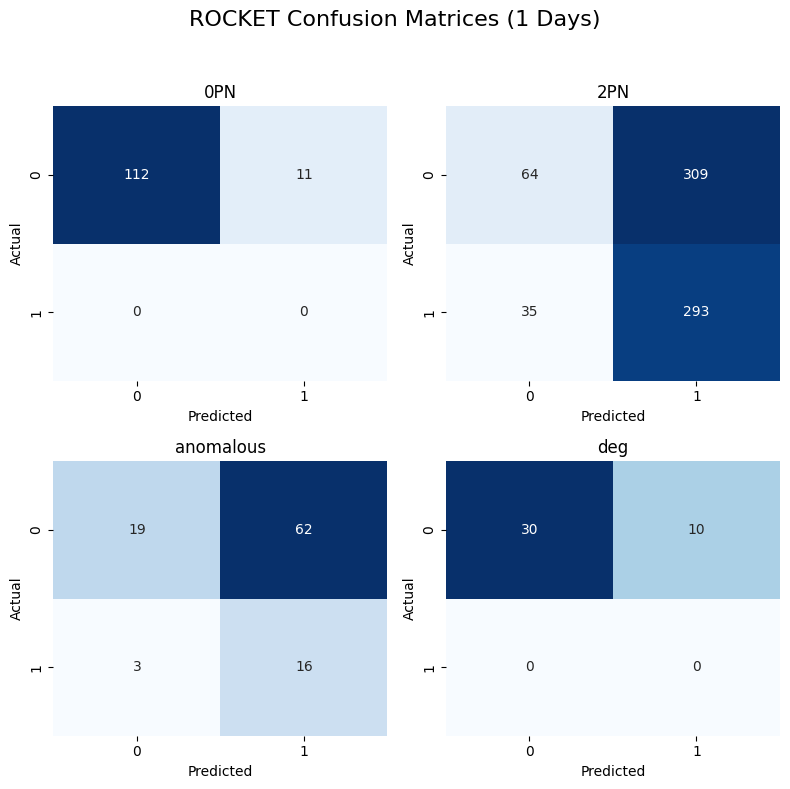 ROCKET Confusion Matrices (1 Days)
0PN
2PN
0
112
11
0
64
309
Actual
Actual
1
0
0
1
35
293
0
1
0
1
Predicted
Predicted
anomalous
deg
0
19
62
0
30
10
Actual
Actual
1
3
16
1
0
0
0
1
0
1
Predicted
Predicted